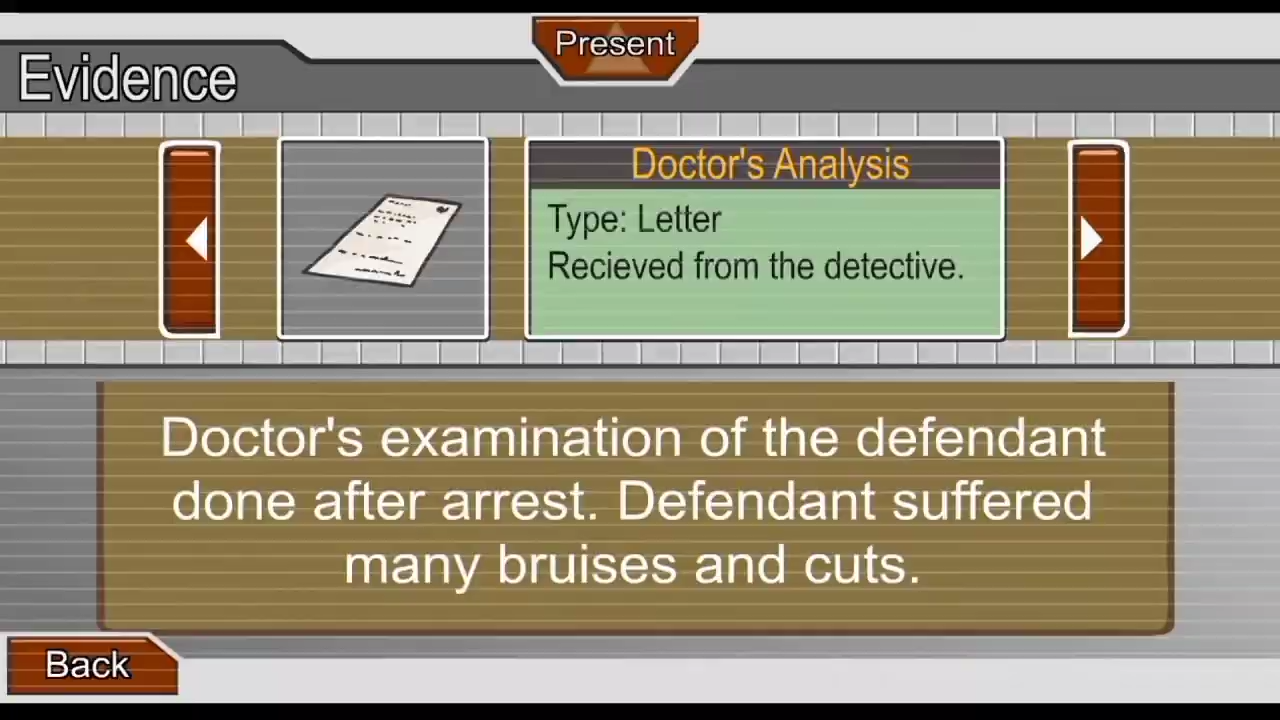 Present
Evidence
Doctor's Analysis
Type: Letter
Recieved from the detective.
Doctor's examination of the defendant
done after arrest. Defendant suffered
many bruises and cuts.
Back